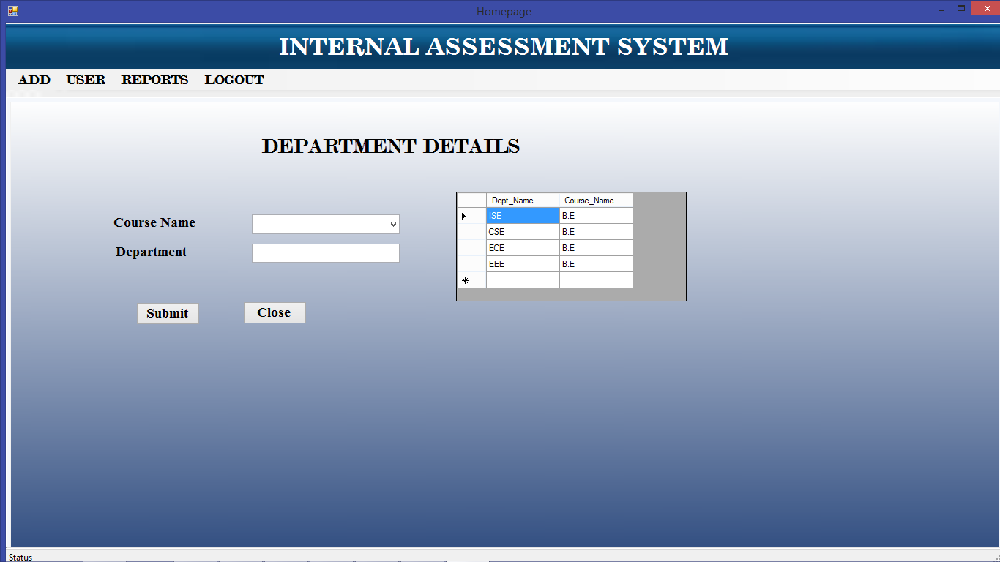 Homepage
INTERNAL ASSESSMENT SYSTEM
ADD USER REPORTS LOGOUT
DEPARTMENT DETAILS
Dept_Name Course_Name
ISE B.E
CSE B.E
ECE B.E
EEE B.E
Course Name
Department
Submit Close
Status